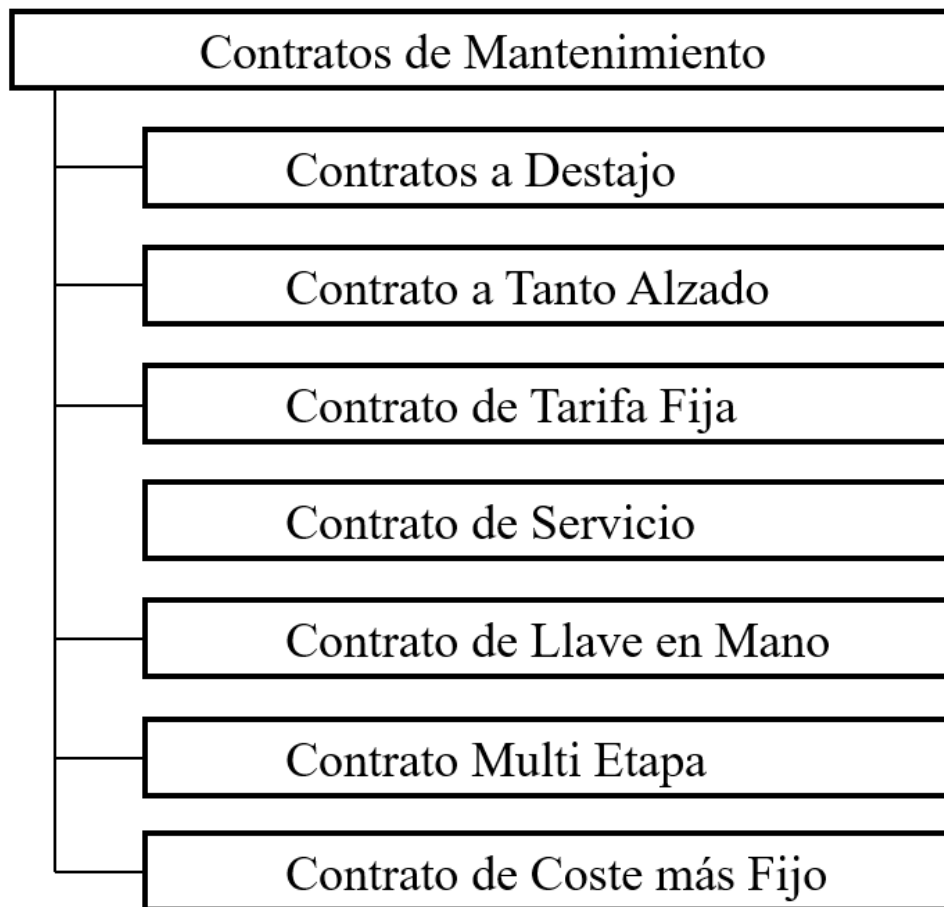 Contratos de Mantenimiento
Contratos a Destajo
Contrato a Tanto Alzado
Contrato de Tarifa Fija
Contrato de Servicio
Contrato de Llave en Mano
Contrato Multi Etapa
Contrato de Coste más Fijo